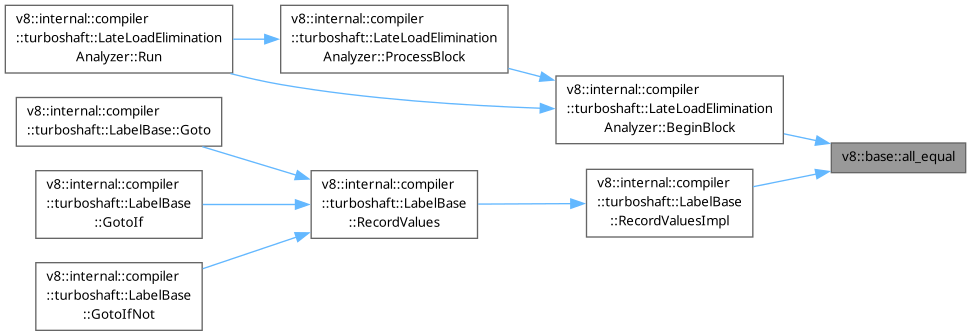 v8::internal::compiler
::turboshaft::LateLoadElimination
Analyzer::Run
v8::internal::compiler
::turboshaft::LateLoadElimination
Analyzer::ProcessBlock
v8::internal::compiler
::turboshaft::LateLoadElimination
Analyzer::BeginBlock
v8::internal::compiler
::turboshaft::LabelBase::Goto
v8::base::all_equal
v8::internal::compiler
::turboshaft::LabelBase
::GotoIf
v8::internal::compiler
::turboshaft::LabelBase
::RecordValues
v8::internal::compiler
::turboshaft::LabelBase
::RecordValuesImpl
v8::internal::compiler
::turboshaft::LabelBase
::GotoIfNot